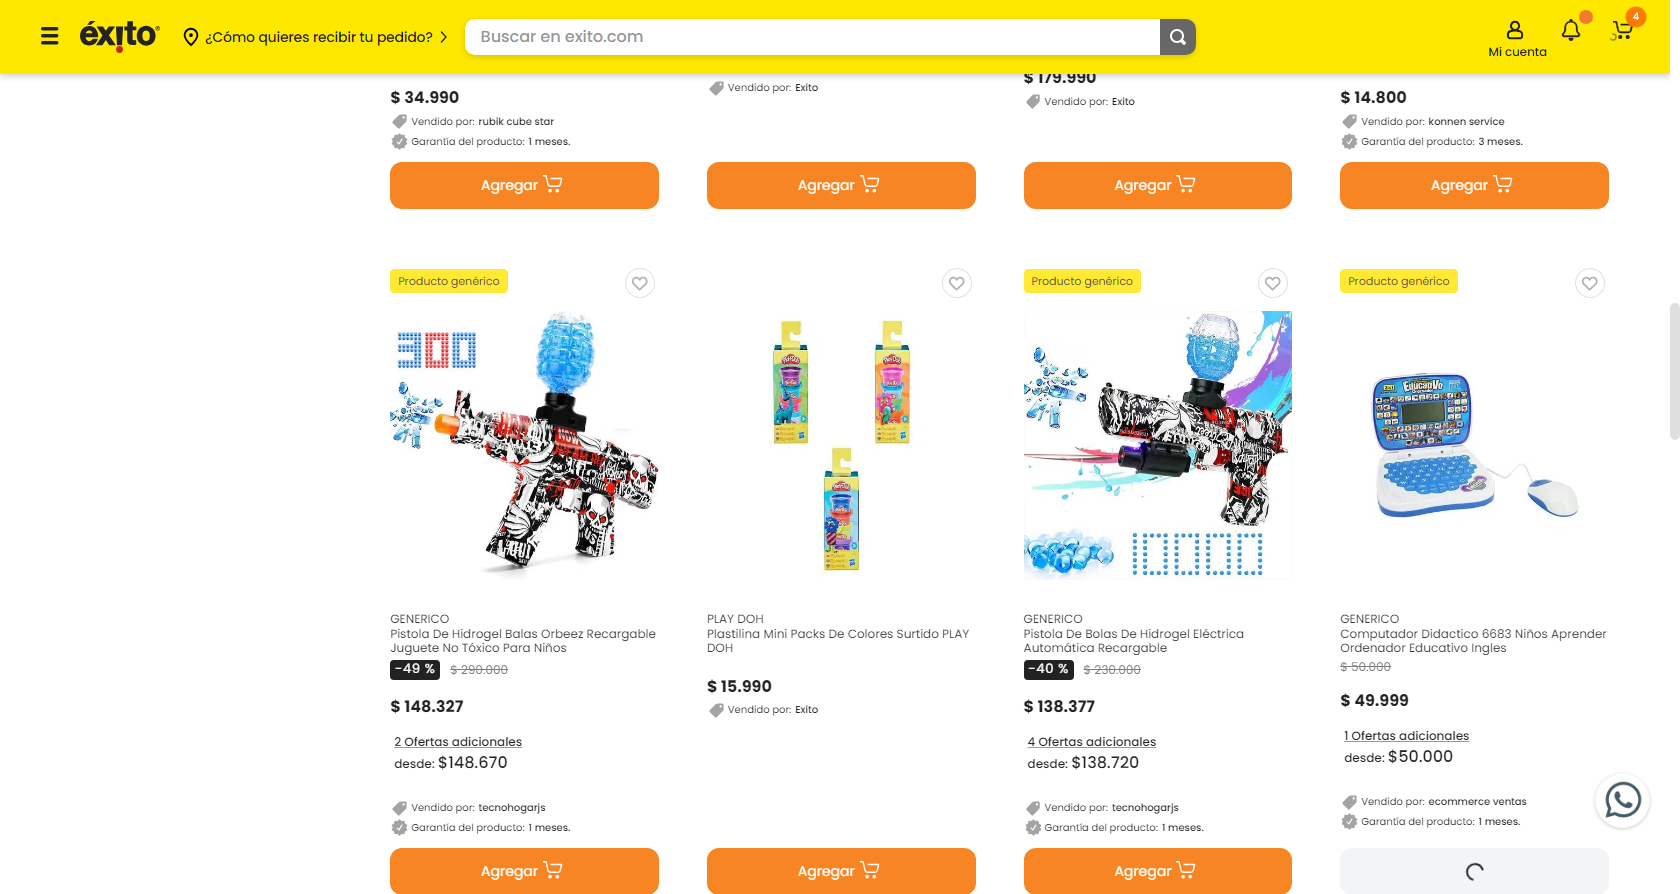 éxito
¿Cómo quieres recibir tu pedido?
Buscar en exito.com
Mi cuenta
4
$ 34.990
Vendido por: rubik cube star
Garantía del producto: 1 meses.
Agregar
Vendido por: Exito
Agregar
$ 179.990
Vendido por: Exito
Agregar
$ 14.800
Vendido por: konnen service
Garantía del producto: 3 meses.
Agregar
Producto genérico
300
GENERICO
Pistola De Hidrogel Balas Orbeez Recargable
Juguete No Tóxico Para Niños
-49 % $ 290.000
$ 148.327
2 Ofertas adicionales
desde: $148.670
Vendido por: tecnohogarjs
Garantía del producto: 1 meses.
Agregar
PLAY DOH
Plastilina Mini Packs De Colores Surtido PLAY
DOH
$ 15.990
Vendido por: Exito
Agregar
Producto genérico
10000
GENERICO
Pistola De Bolas De Hidrogel Eléctrica
Automática Recargable
-40 % $ 230.000
$ 138.377
4 Ofertas adicionales
desde: $138.720
Vendido por: tecnohogarjs
Garantía del producto: 1 meses.
Agregar
Producto genérico
GENERICO
Computador Didactico 6683 Niños Aprender
Ordenador Educativo Ingles
$ 50.000
$ 49.999
1 Ofertas adicionales
desde: $50.000
Vendido por: ecommerce ventas
Garantía del producto: 1 meses.